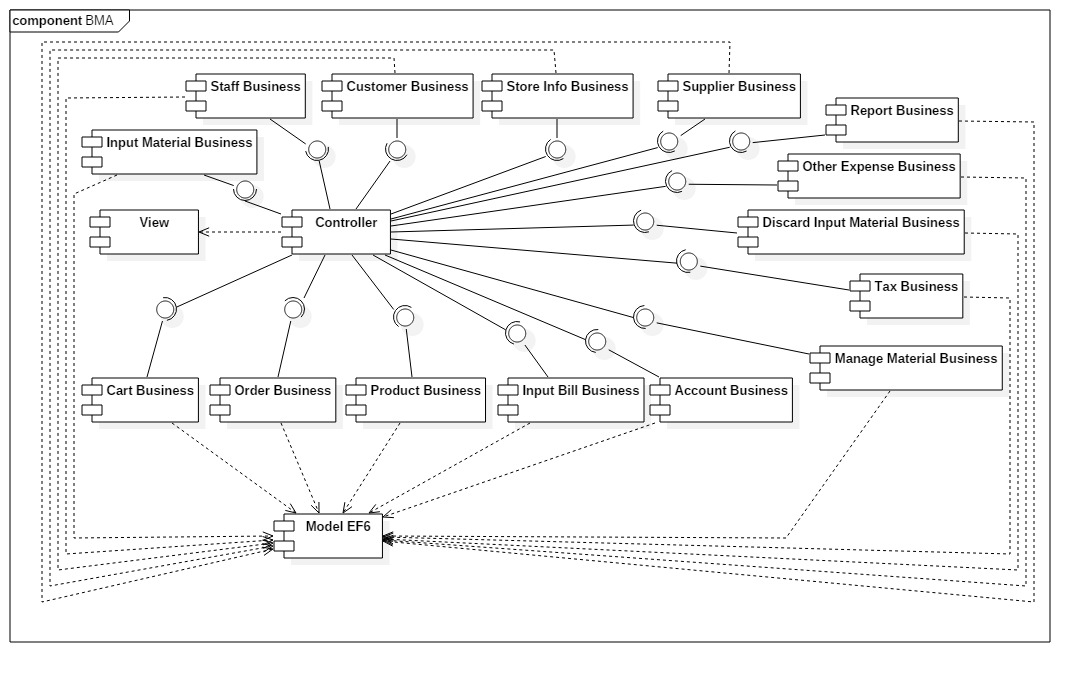 component BMA
Staff Business
Customer Business
Store Info Business
Supplier Business
Report Business
Input Material Business
Other Expense Business
View
Controller
Discard Input Material Business
Tax Business
Manage Material Business
Cart Business
Order Business
Product Business
Input Bill Business
Account Business
Model EF6